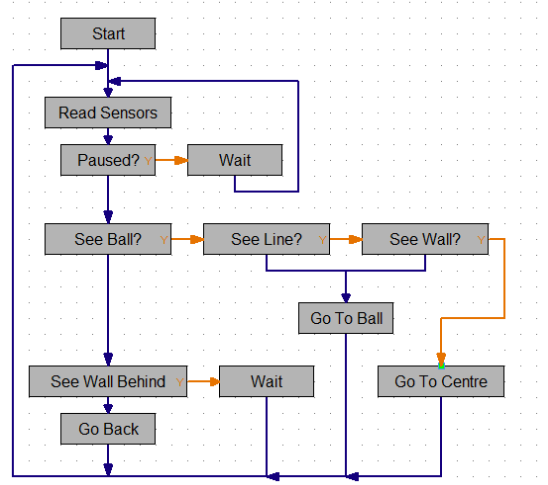 Start
Read Sensors
Paused? Y
Wait
See Ball? Y
See Line? Y
See Wall? Y
Go To Ball
See Wall Behind Y
Wait
Go To Centre
Go Back